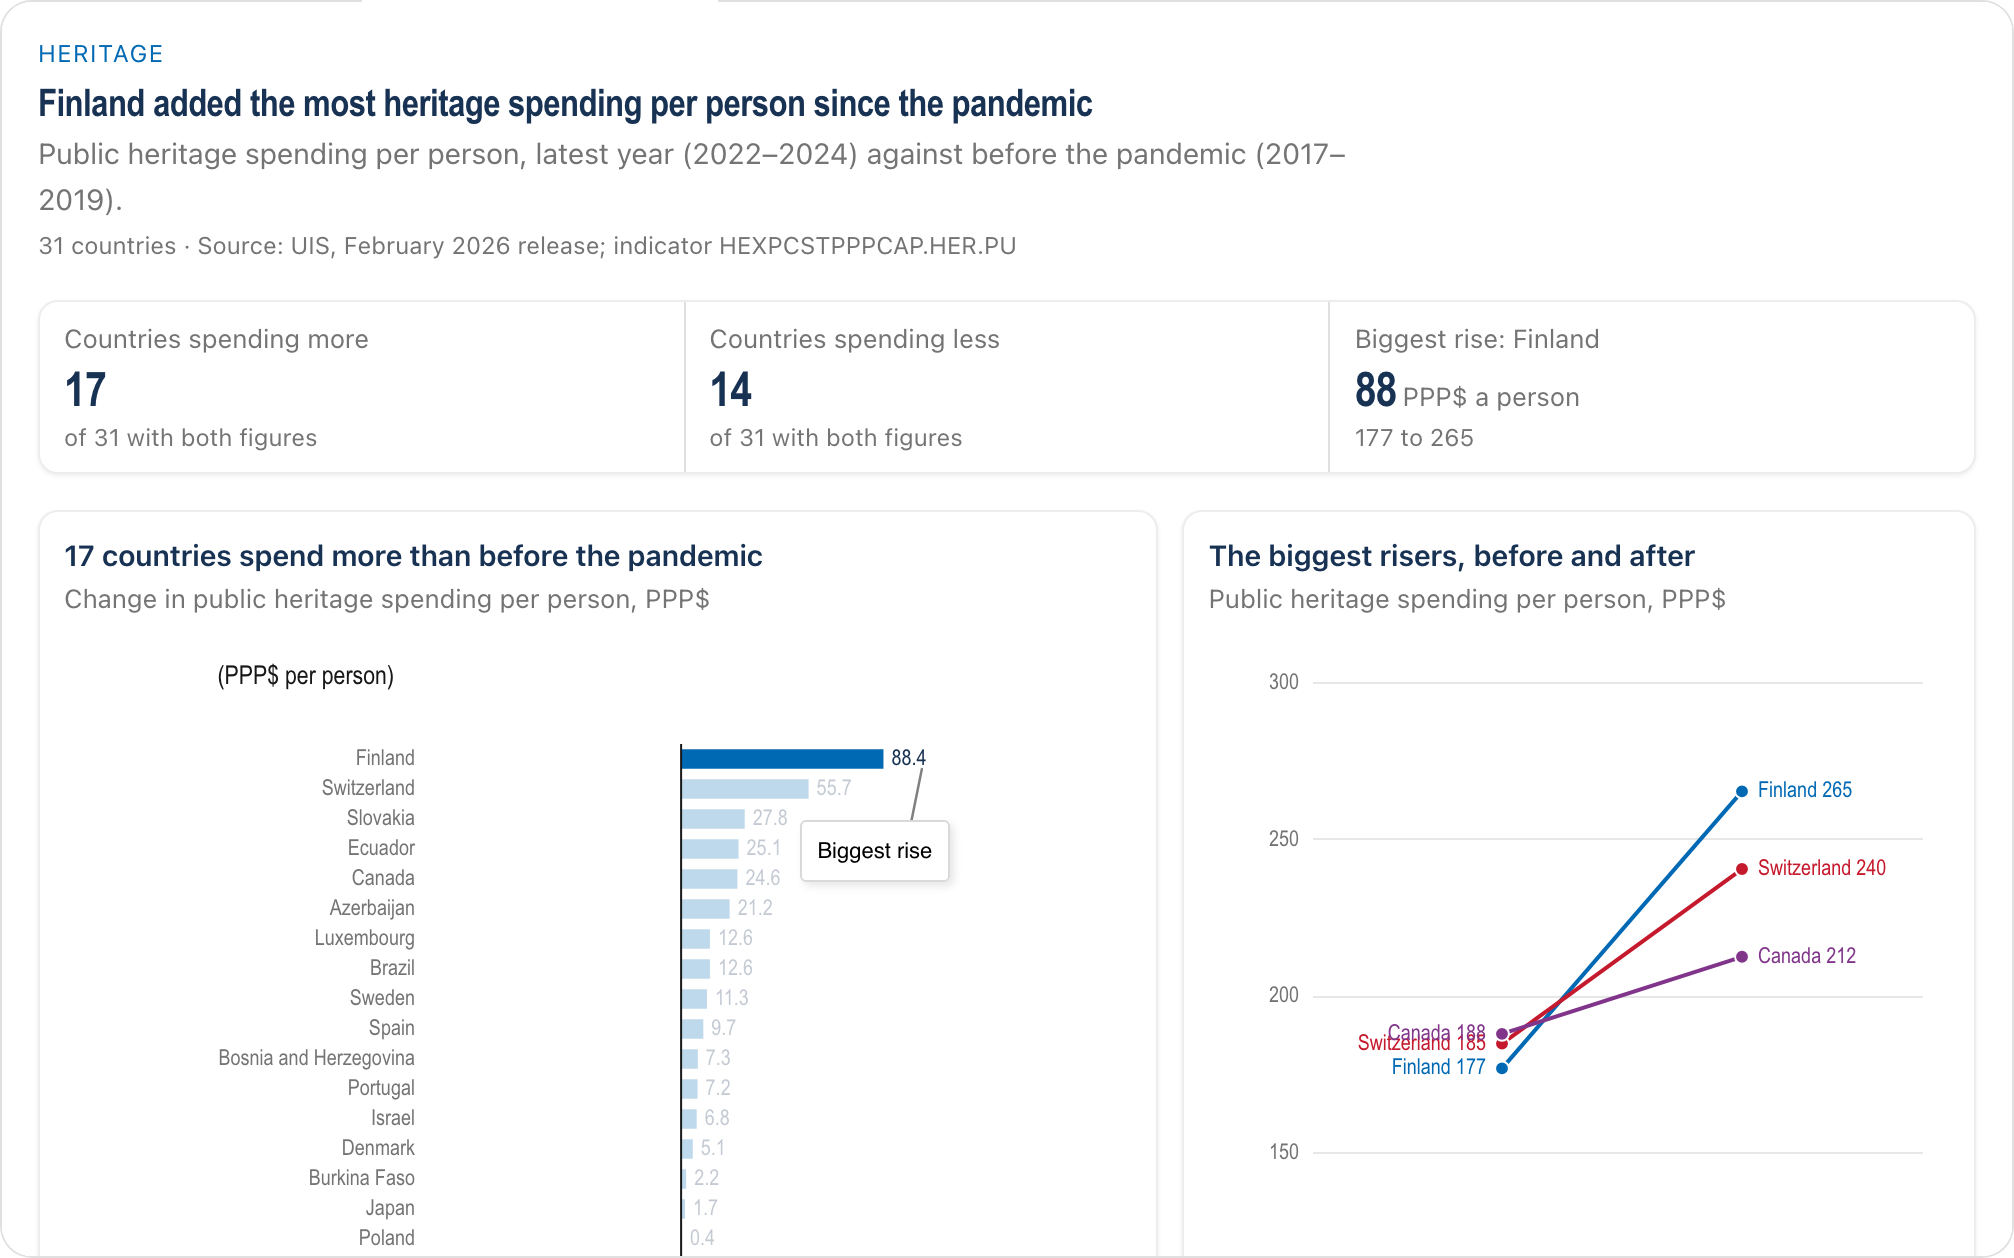 HERITAGE
Finland added the most heritage spending per person since the pandemic
Public heritage spending per person, latest year (2022–2024) against before the pandemic (2017–
2019).
31 countries · Source: UIS, February 2026 release; indicator HEXPCSTPPPCAP.HER.PU
Countries spending more
17
of 31 with both figures
Countries spending less
14
of 31 with both figures
Biggest rise: Finland
88 PPP$ a person
177 to 265
17 countries spend more than before the pandemic
Change in public heritage spending per person, PPP$
(PPP$ per person)
Finland 88.4
Switzerland 55.7
Slovakia 27.8
Ecuador 25.1
Biggest rise
Canada 24.6
Azerbaijan 21.2
Luxembourg 12.6
Brazil 12.6
Sweden 11.3
Spain 9.7
Bosnia and Herzegovina 7.3
Portugal 7.2
Israel 6.8
Denmark 5.1
Burkina Faso 2.2
Japan 1.7
Poland 0.4
The biggest risers, before and after
Public heritage spending per person, PPP$
300
250
200
150
Finland 265
Switzerland 240
Canada 212
Canada 188
Switzerland 185
Finland 177